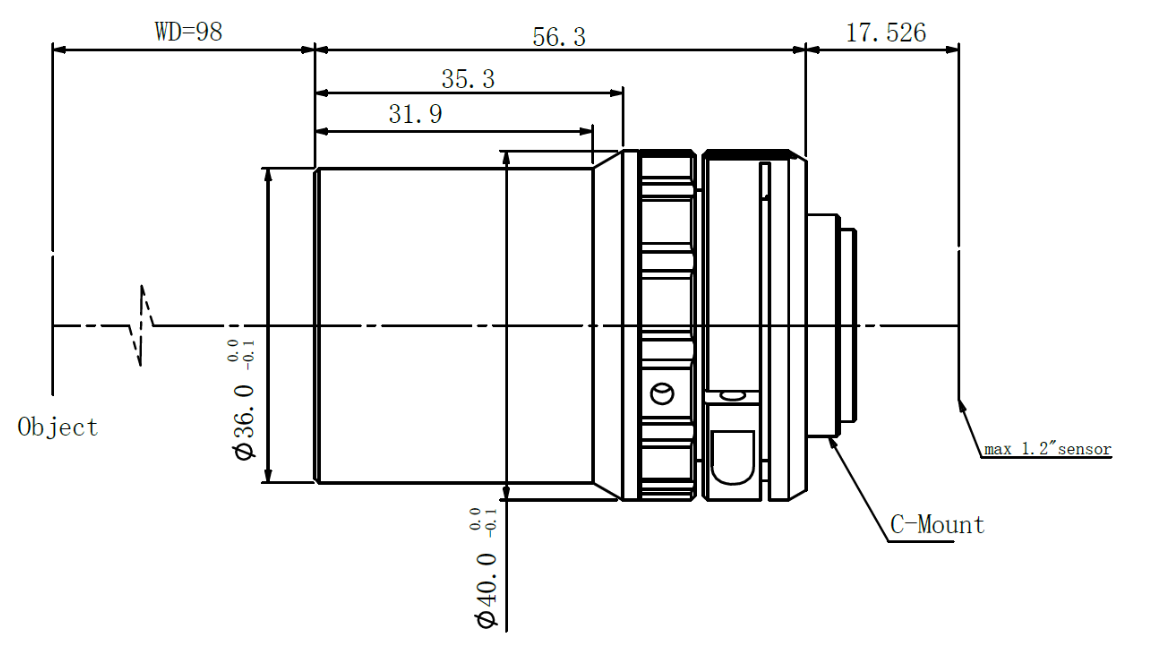 WD=98
56.3
17.526
35.3
31.9
Φ36.0 0.0 -0.1
Object
max 1.2"sensor
C-Mount
Φ40.0 0.0 -0.1